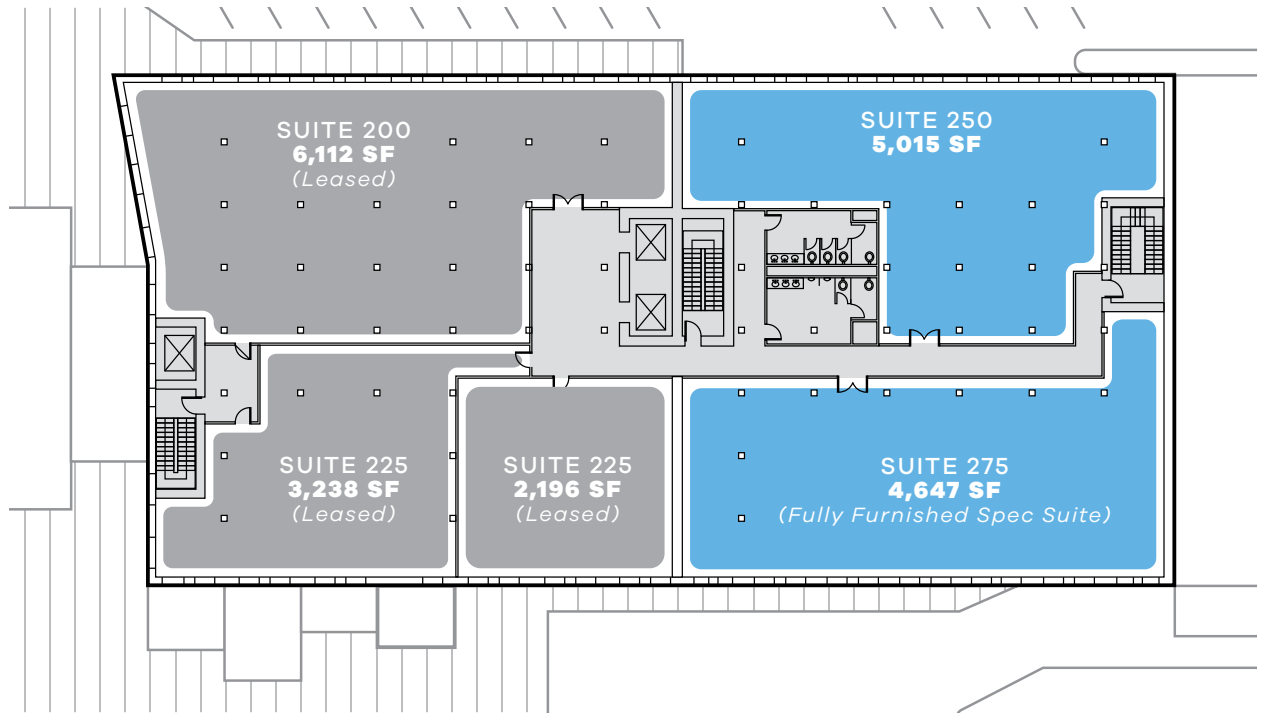 SUITE 200
6,112 SF
(Leased)
SUITE 250
5,015 SF
SUITE 225
3,238 SF
(Leased)
SUITE 225
2,196 SF
(Leased)
SUITE 275
4,647 SF
(Fully Furnished Spec Suite)